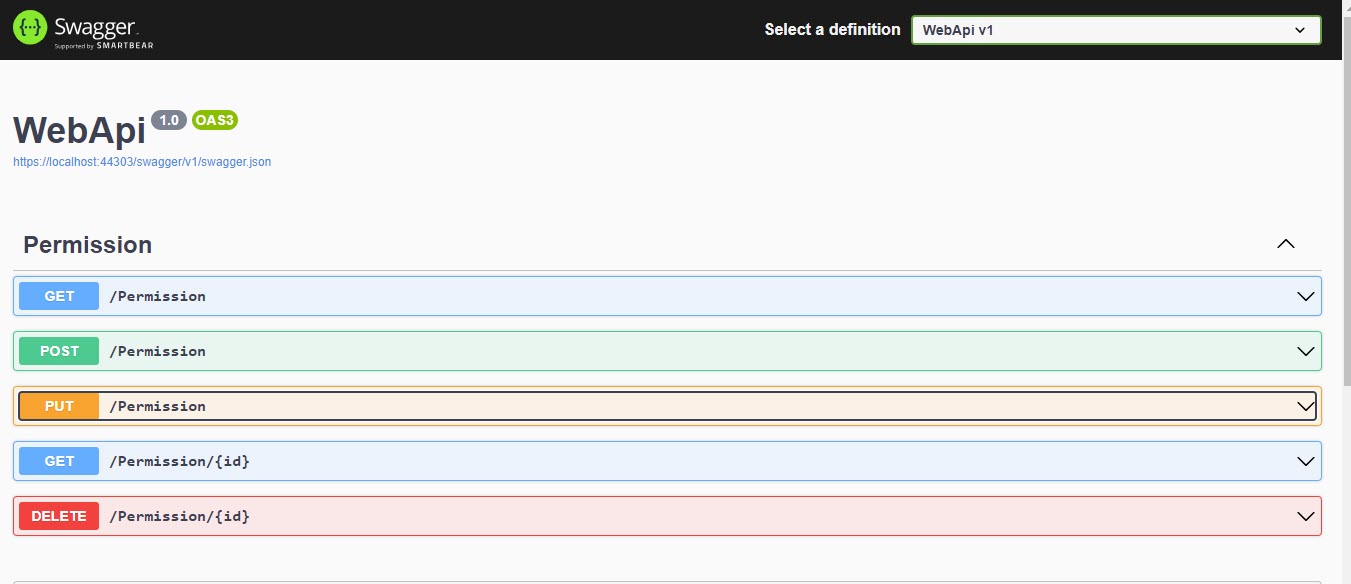 Swagger
Supported by SMARTBEAR
Select a definition
WebApi v1
WebApi 1.0 OAS3
https://localhost:44303/swagger/v1/swagger.json
Permission
GET /Permission
POST /Permission
PUT /Permission
GET /Permission/{id}
DELETE /Permission/{id}